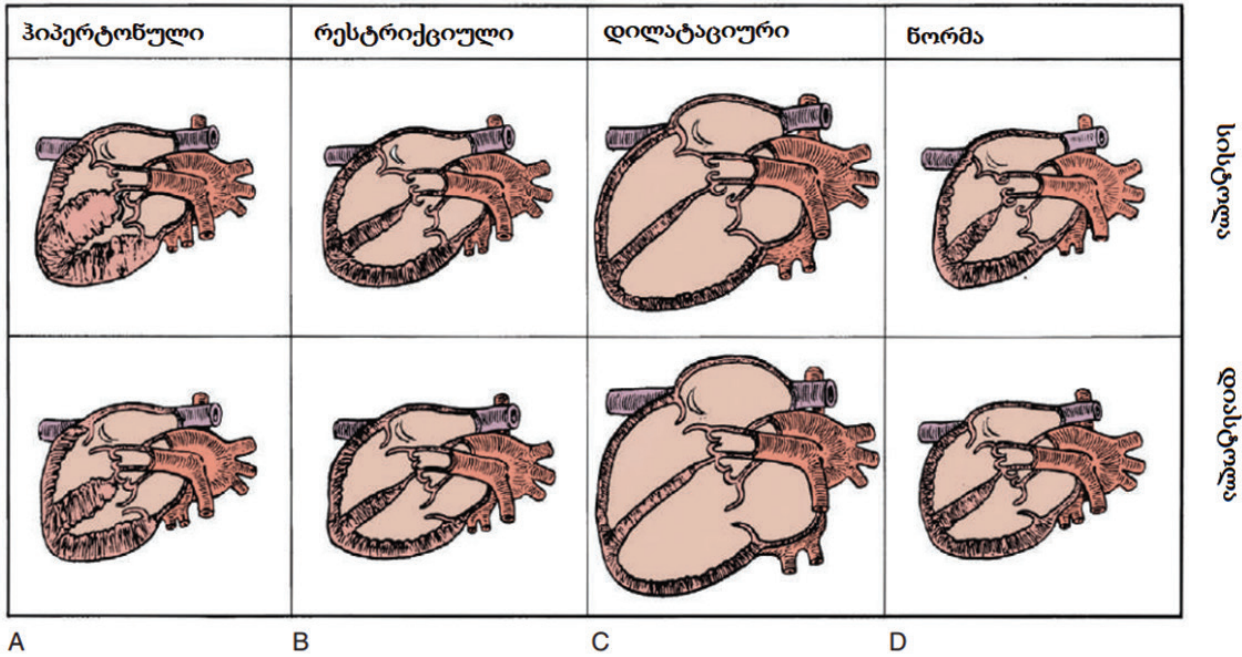 ჰიპერტონული
რესტრიქციული
დილატაციური
ნორმა
სისტოლა
დიასტოლა
A
B
C
D